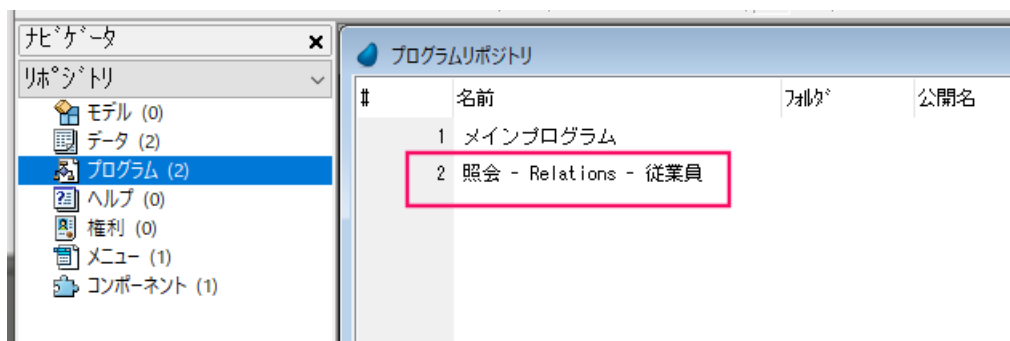 ナビゲータ
リポジトリ
モデル (0)
データ (2)
プログラム (2)
ヘルプ (0)
権利 (0)
メニュー (1)
コンポーネント (1)
プログラムリポジトリ
# 名前 フォルダ 公開名
1 メインプログラム
2 照会 - Relations - 従業員